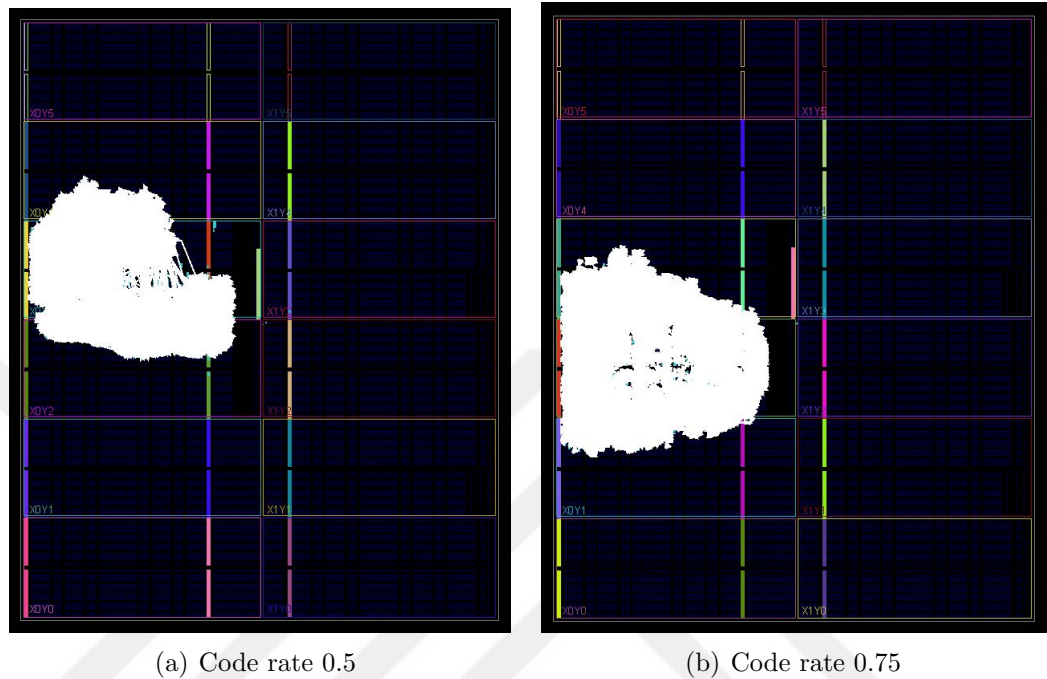 X0Y5 X1Y5
X1Y4
X1Y3
X0Y2 X1Y2
X0Y1 X1Y1
X0Y0 X1Y0
(a) Code rate 0.5
X0Y5 X1Y5
X0Y4 X1Y4
X1Y3
X1Y2
X0Y1 X1Y1
X0Y0 X1Y0
(b) Code rate 0.75